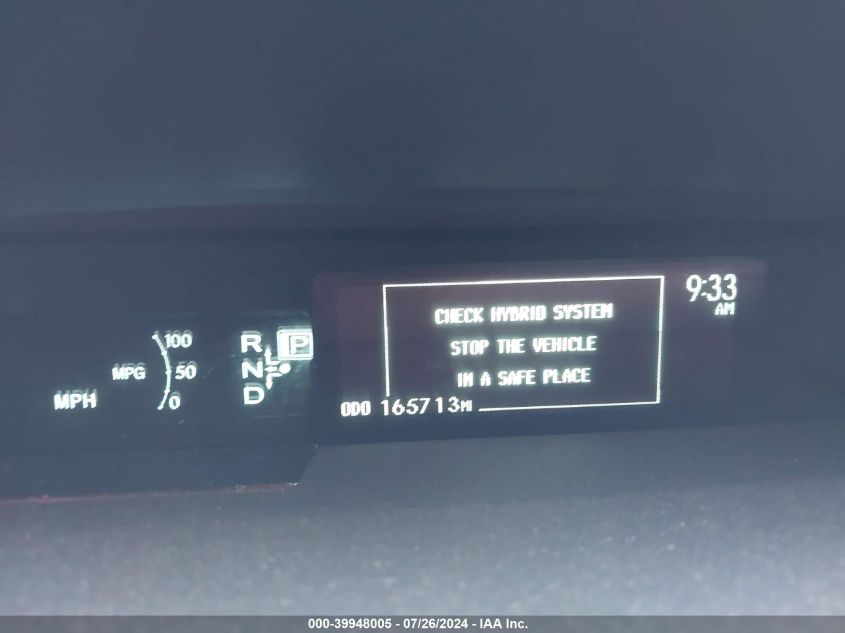 9:33
AM
CHECK HYBRID SYSTEM
STOP THE VEHICLE
IN A SAFE PLACE
ODO 165713MI
100
MPG 50
0
MPH
R P
N
D
000-39948005 / 07/26/2024 - IAA Inc.